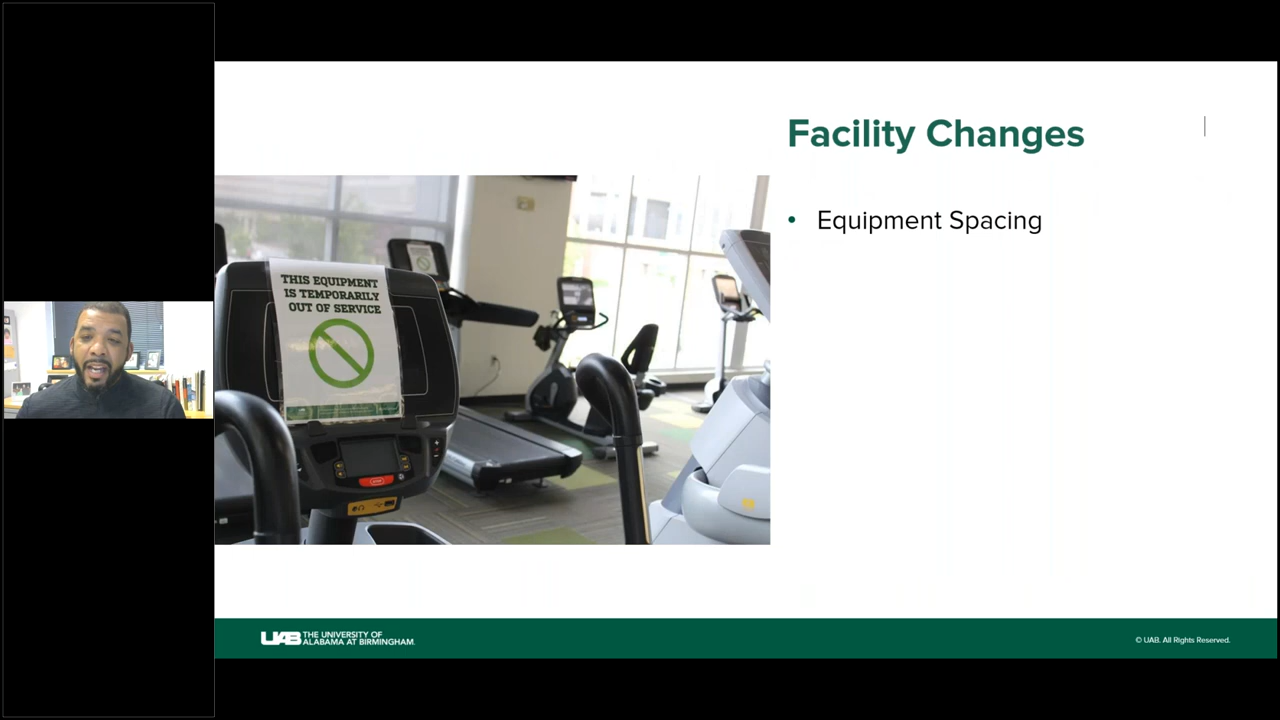 Facility Changes
• Equipment Spacing
THIS EQUIPMENT
IS TEMPORARILY
OUT OF SERVICE
UAB THE UNIVERSITY OF
ALABAMA AT BIRMINGHAM.
© UAB. All Rights Reserved.